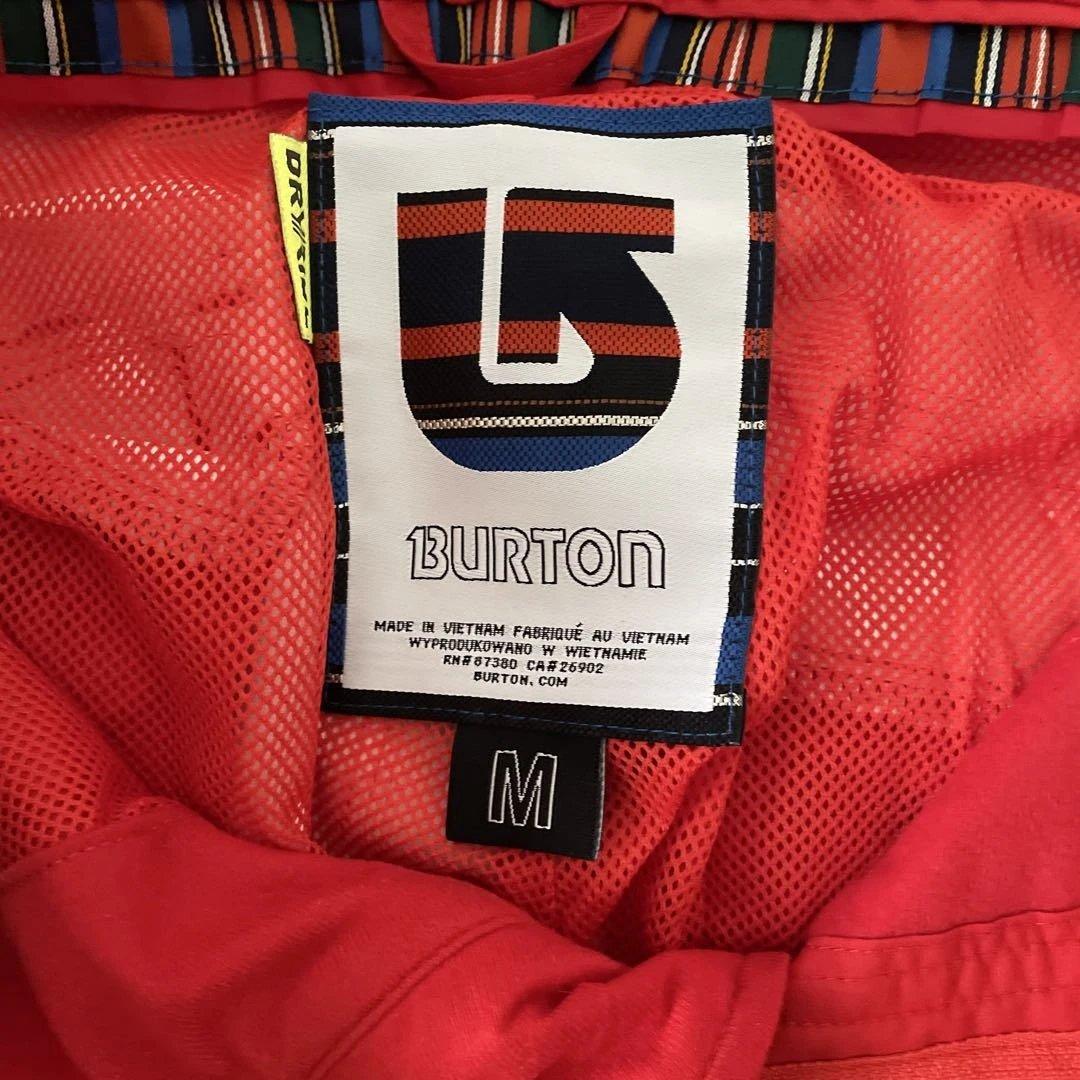 BURTON
MADE IN VIETNAM FABRIQUÉ AU VIETNAM
WYPRODUKOWANO W WIETNAMIE
RN#87380 CA#26902
BURTON.COM
M